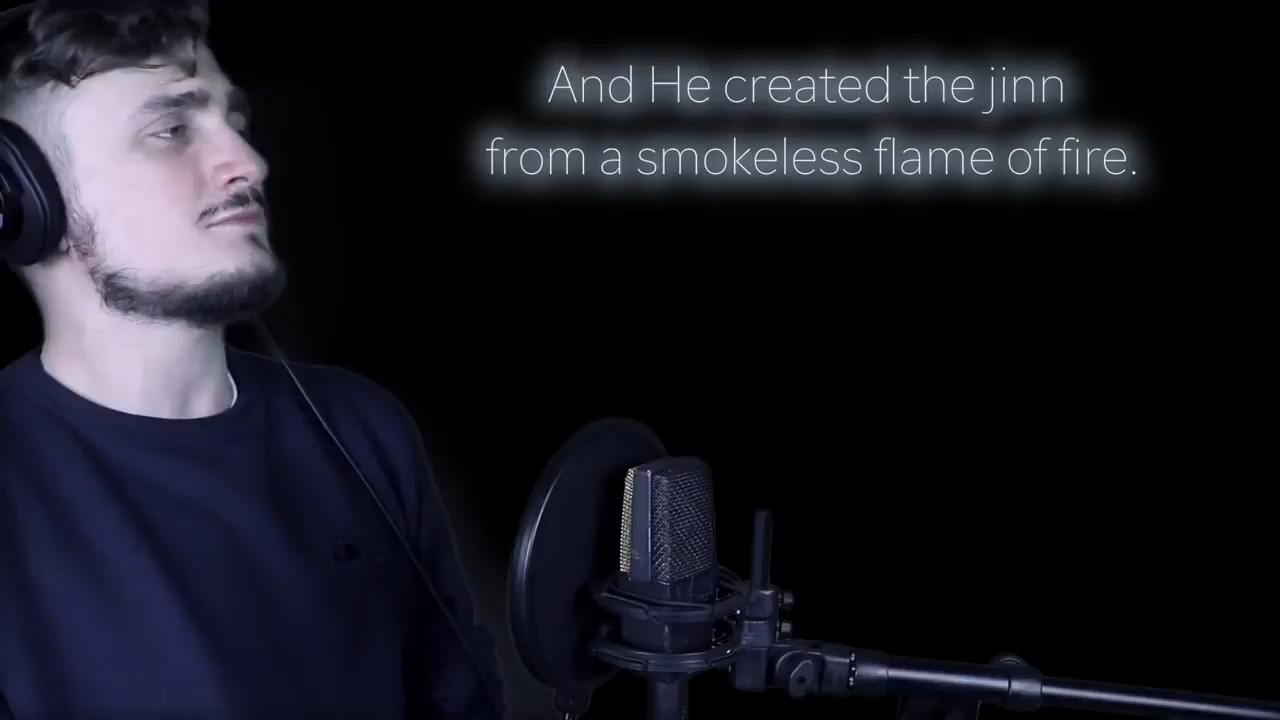 And He created the jinn
from a smokeless flame of fire.